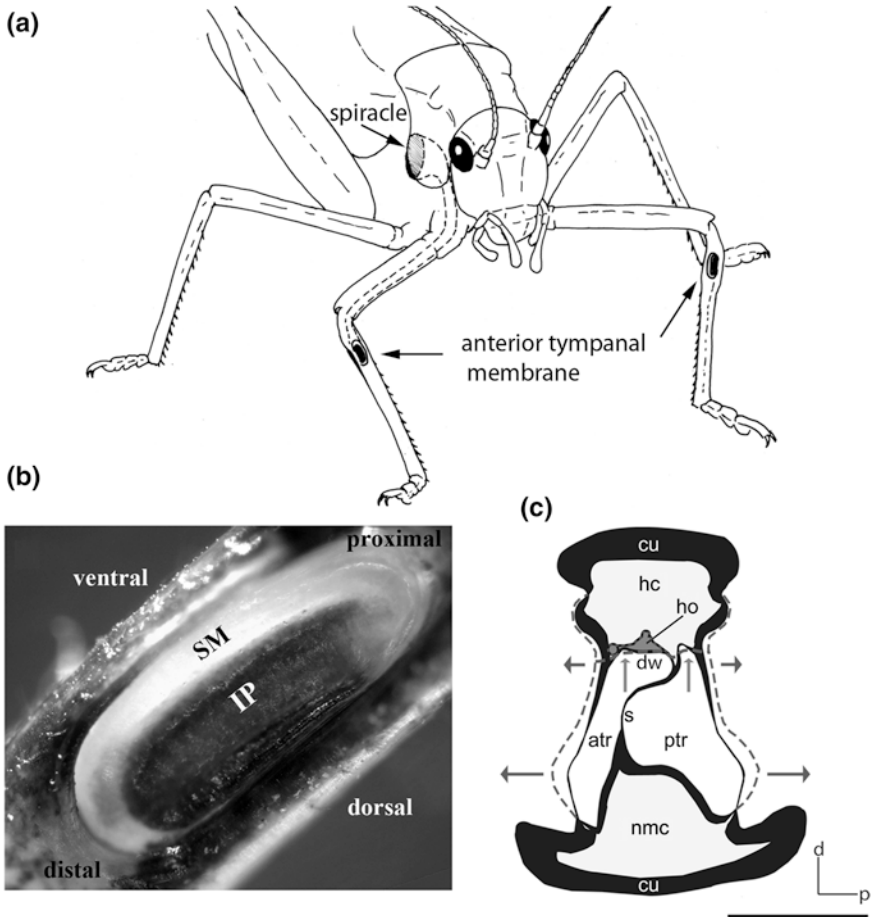 (a)
spiracle
anterior tympanal
membrane
(b)
proximal
ventral
SM
IP
dorsal
distal
(c)
cu
hc
ho
dw
s
atr
ptr
nmc
cu
d
p